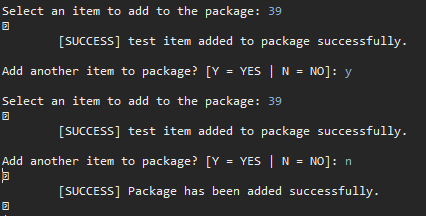 Select an item to add to the package: 39
[SUCCESS] test item added to package successfully.
Add another item to package? [Y = YES | N = NO]: y
Select an item to add to the package: 39
[SUCCESS] test item added to package successfully.
Add another item to package? [Y = YES | N = NO]: n
[SUCCESS] Package has been added successfully.